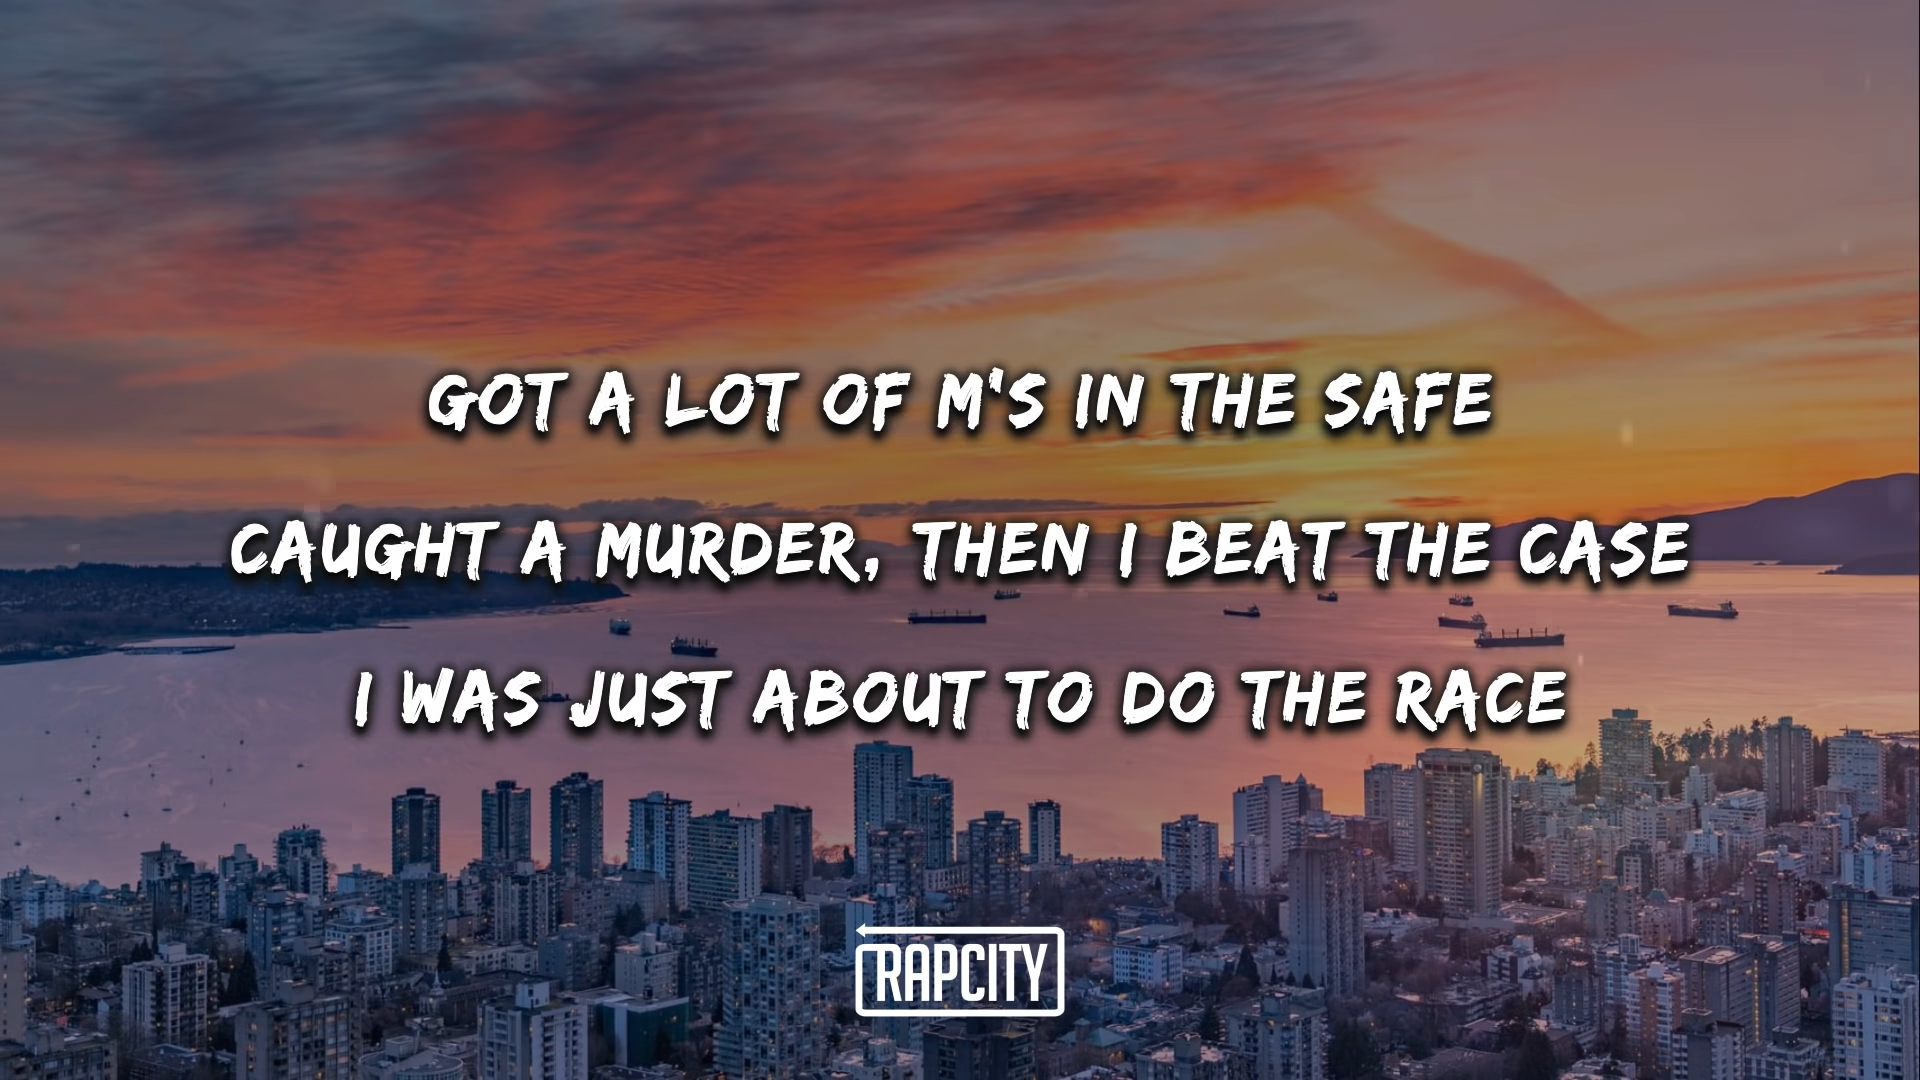 GOT A LOT OF M'S IN THE SAFE
CAUGHT A MURDER, THEN I BEAT THE CASE
I WAS JUST ABOUT TO DO THE RACE
RAPCITY